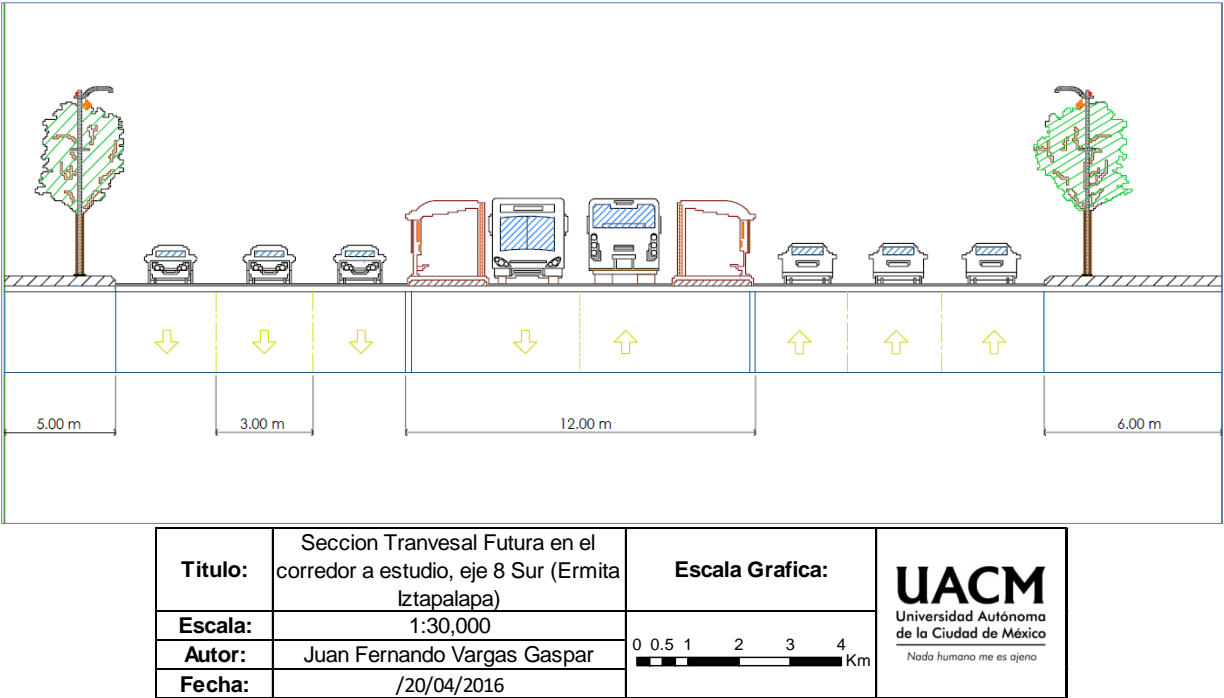 5.00 m
3.00 m
12.00 m
6.00 m
Titulo:
Seccion Tranvesal Futura en el
corredor a estudio, eje 8 Sur (Ermita
Iztapalapa)
Escala Grafica:
Escala:
1:30,000
Autor:
Juan Fernando Vargas Gaspar
Fecha:
/20/04/2016
0 0.5 1 2 3 4
Km
UACM
Universidad Autónoma
de la Ciudad de México
Nada humano me es ajeno